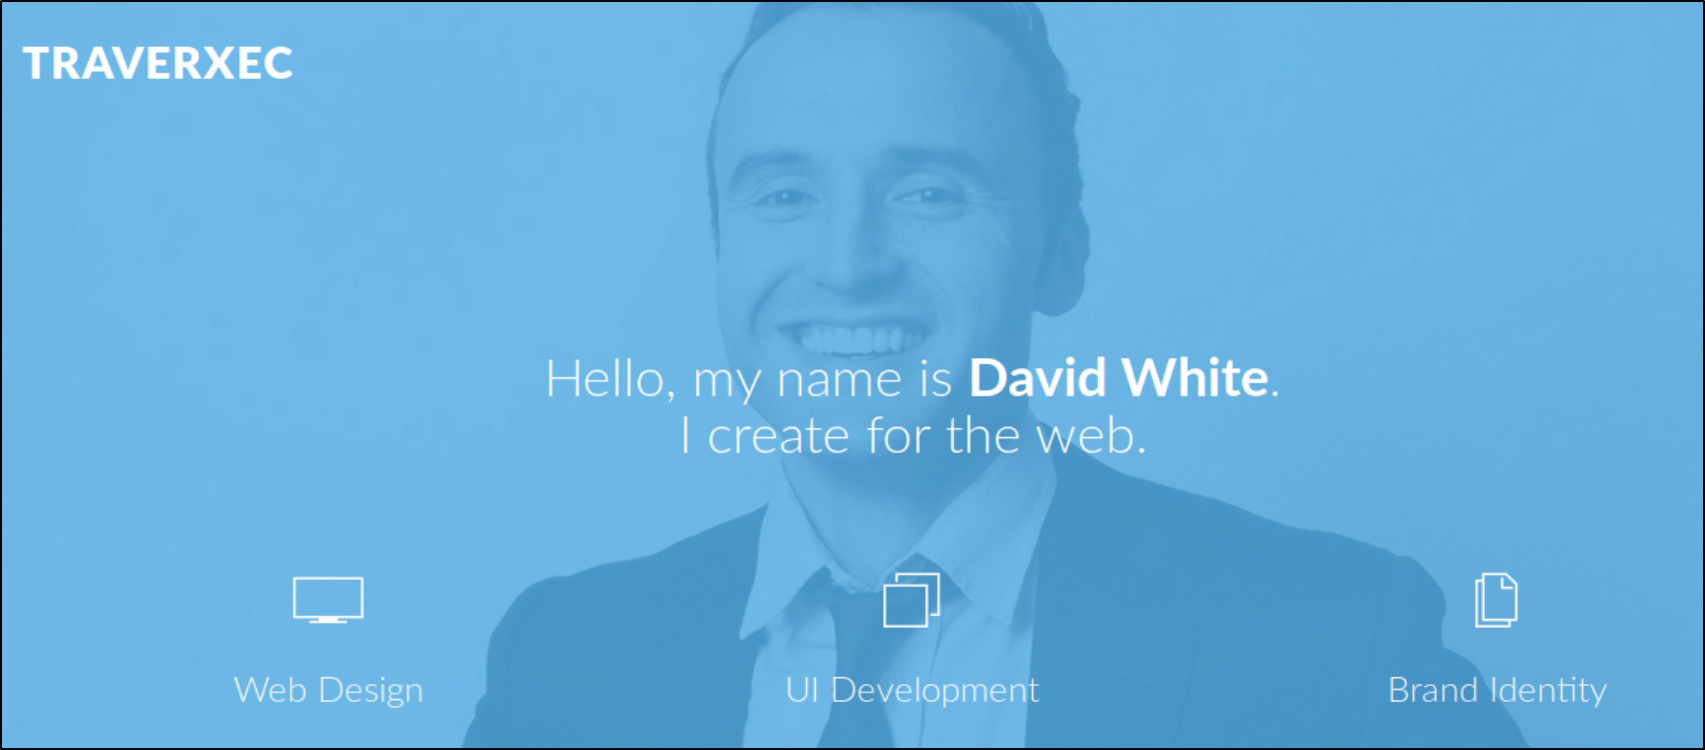 TRAVERXEC
Hello, my name is David White.
I create for the web.
Web Design
UI Development
Brand Identity